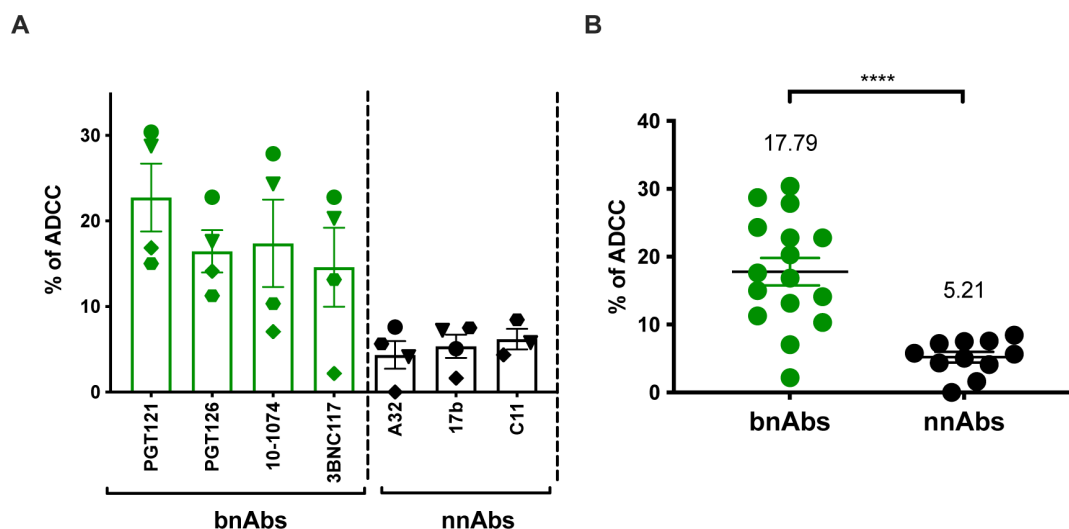 A
% of ADCC
30
20
10
0
PGT121
PGT126
10-1074
3BNC117
A32
17b
C11
bnAbs
nnAbs
B
****
% of ADCC
40
30
20
10
0
17.79
5.21
bnAbs
nnAbs